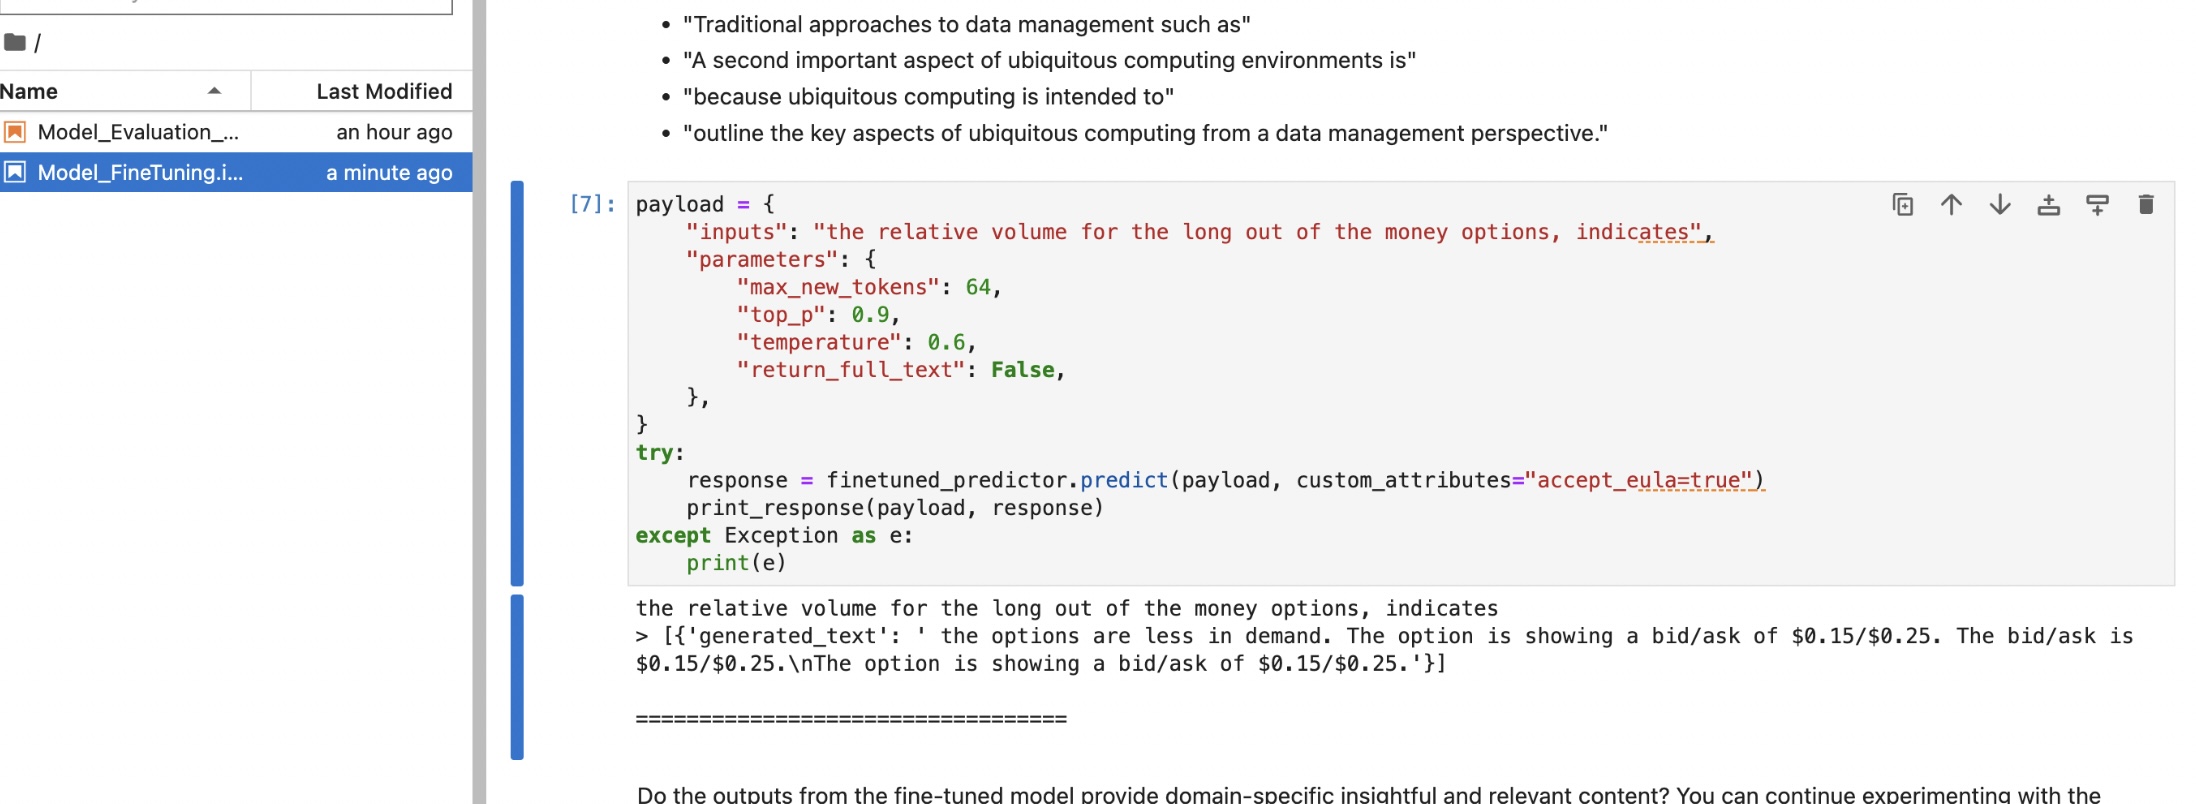 • "Traditional approaches to data management such as"
• "A second important aspect of ubiquitous computing environments is"
/
Name Last Modified
• "because ubiquitous computing is intended to"
Model_Evaluation_... an hour ago
• "outline the key aspects of ubiquitous computing from a data management perspective."
Model_FineTuning.i... a minute ago
[7]: payload = {
    "inputs": "the relative volume for the long out of the money options, indicates",
    "parameters": {
        "max_new_tokens": 64,
        "top_p": 0.9,
        "temperature": 0.6,
        "return_full_text": False,
    },
}
try:
    response = finetuned_predictor.predict(payload, custom_attributes="accept_eula=true")
    print_response(payload, response)
except Exception as e:
    print(e)
the relative volume for the long out of the money options, indicates
> [{'generated_text': ' the options are less in demand. The option is showing a bid/ask of $0.15/$0.25. The bid/ask is
$0.15/$0.25.\nThe option is showing a bid/ask of $0.15/$0.25.'}]
==================================
Do the outputs from the fine-tuned model provide domain-specific insightful and relevant content? You can continue experimenting with the